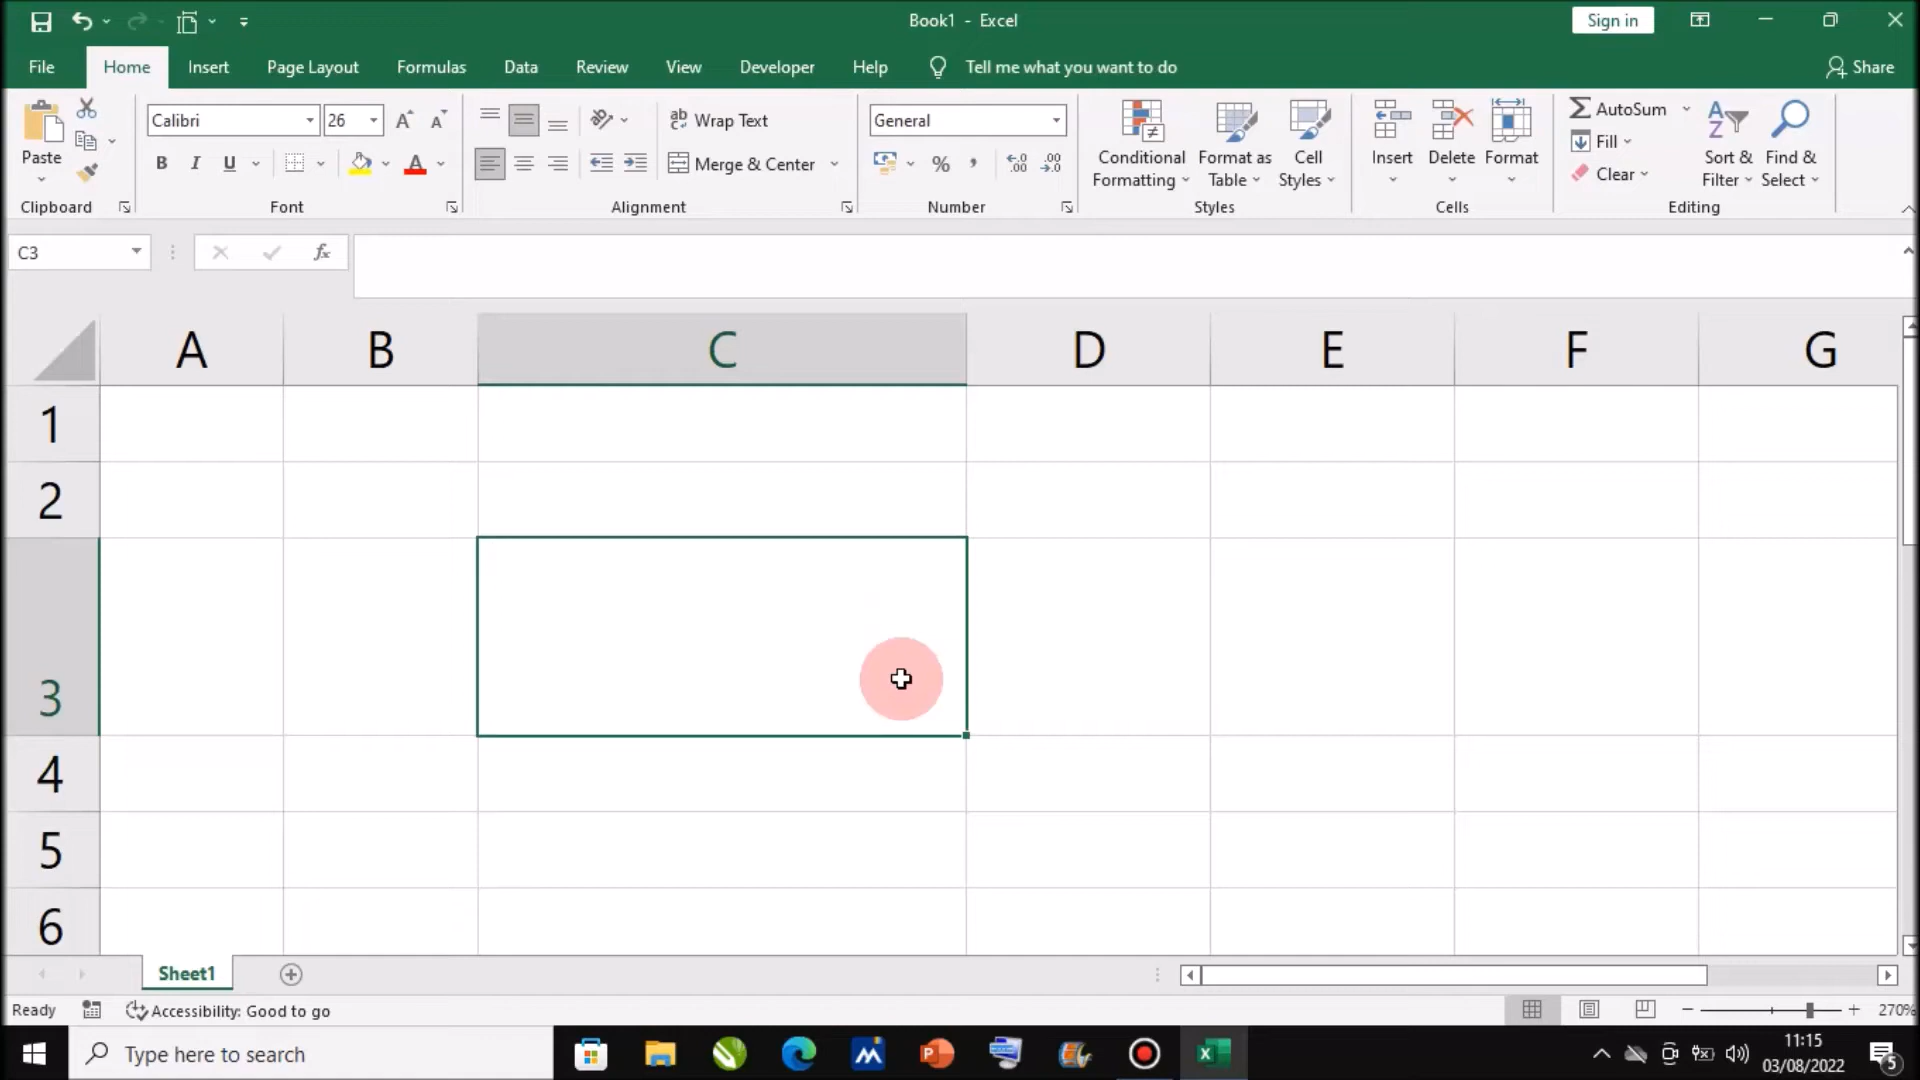 Book1 - Excel
Sign in
File Home Insert Page Layout Formulas Data Review View Developer Help Tell me what you want to do Share
Calibri 26 Wrap Text General AutoSum
Paste B I U Merge & Center % Conditional Formatting Format as Table Cell Styles Insert Delete Format Fill Clear Sort & Filter Find & Select
Clipboard Font Alignment Number Styles Cells Editing
C3 fx
A B C D E F G
1
2
3
4
5
6
Sheet1
Ready Accessibility: Good to go 270%
Type here to search 11:15
03/08/2022 5